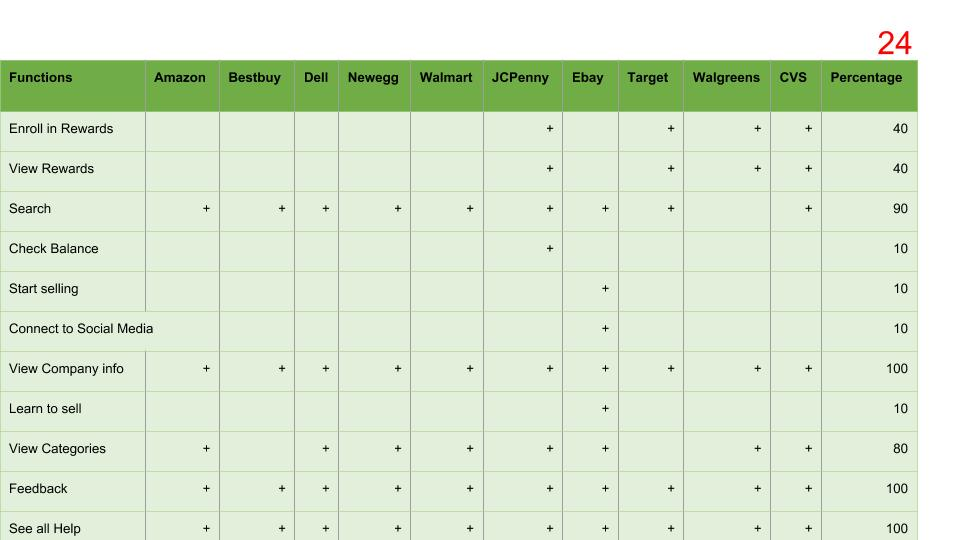 24
Functions Amazon Bestbuy Dell Newegg Walmart JCPenny Ebay Target Walgreens CVS Percentage
Enroll in Rewards + + + + 40
View Rewards + + + + 40
Search + + + + + + + + + 90
Check Balance + 10
Start selling + 10
Connect to Social Media + 10
View Company info + + + + + + + + + + 100
Learn to sell + 10
View Categories + + + + + + + + 80
Feedback + + + + + + + + + + 100
See all Help + + + + + + + + + + 100